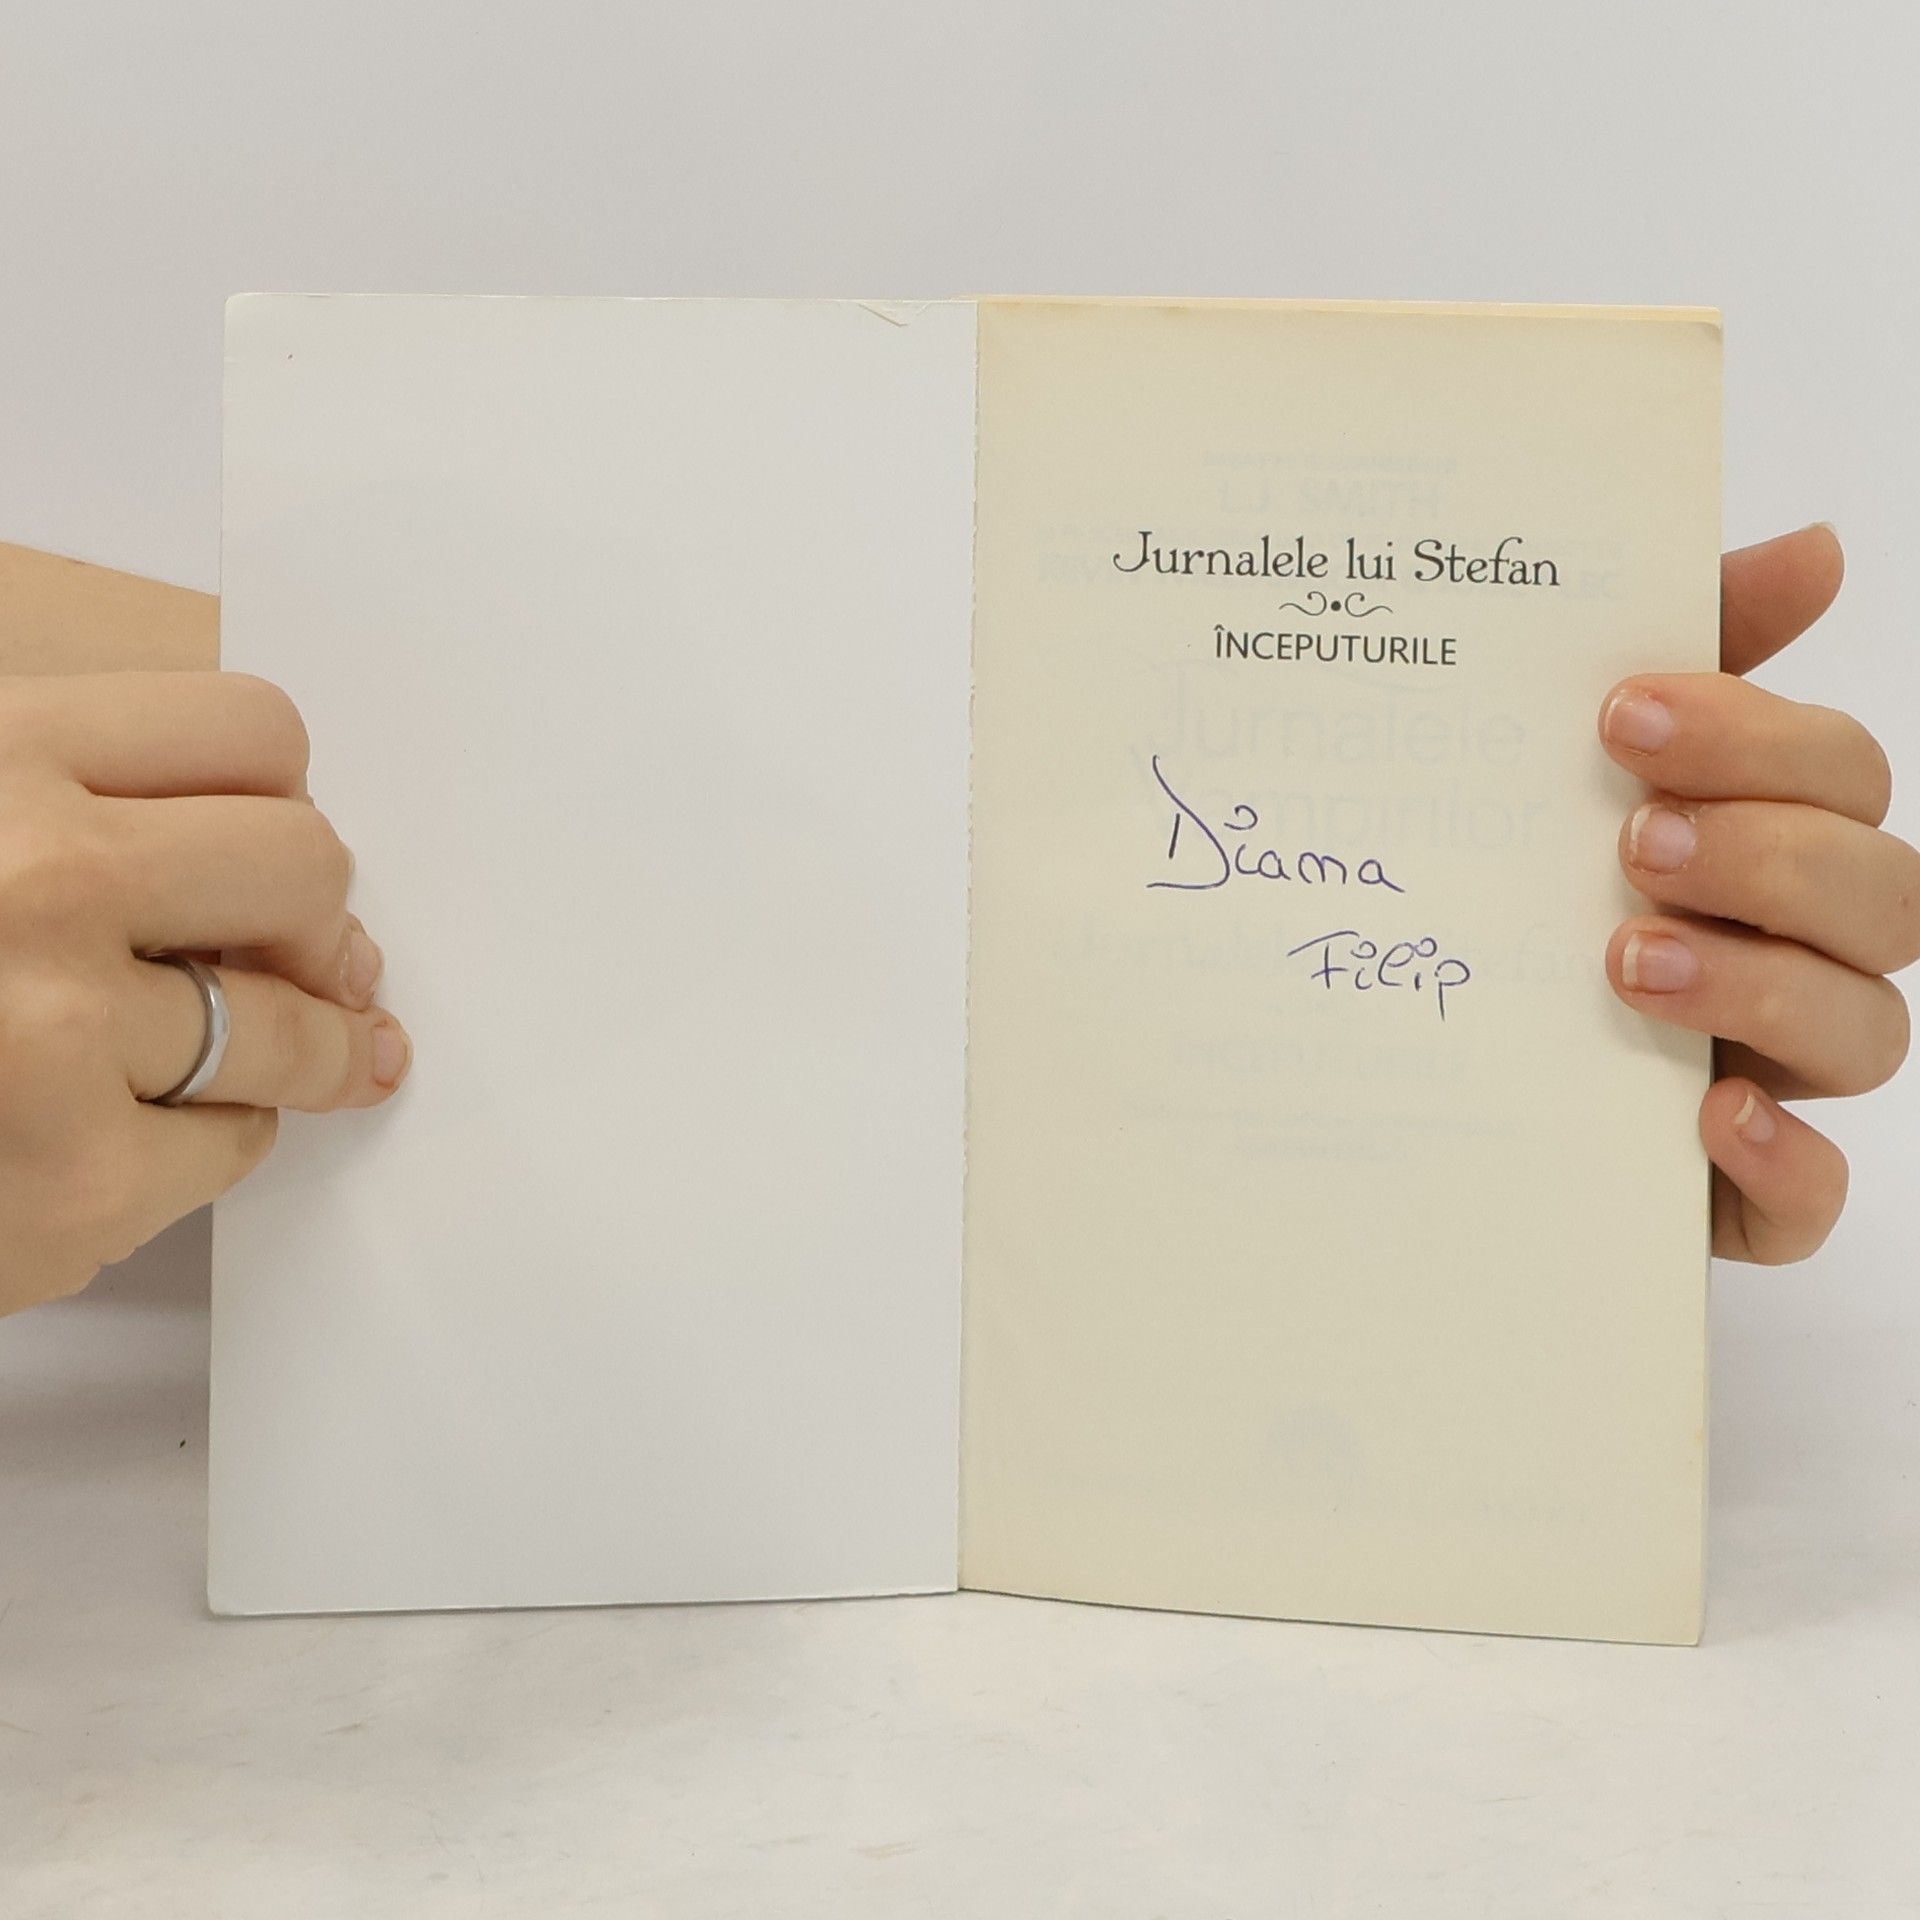 Jurnalele lui Stefan
ÎNCEPUTURILE
Diana
Filip